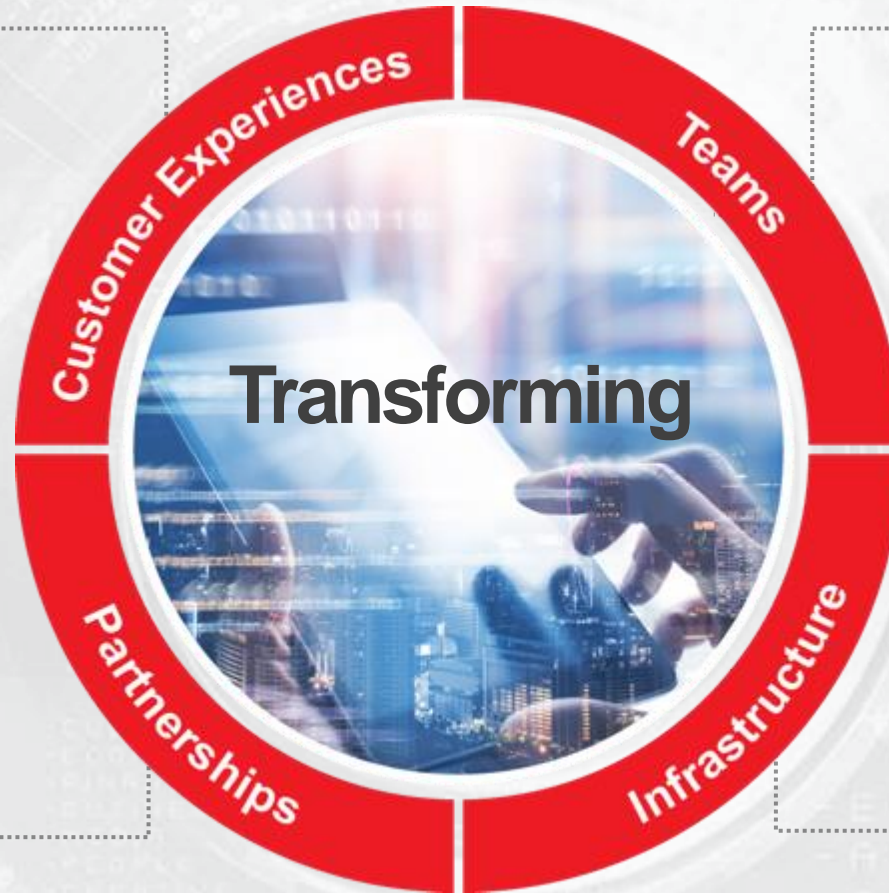 Customer Experiences
Teams
Transforming
Partnerships
Infrastructure